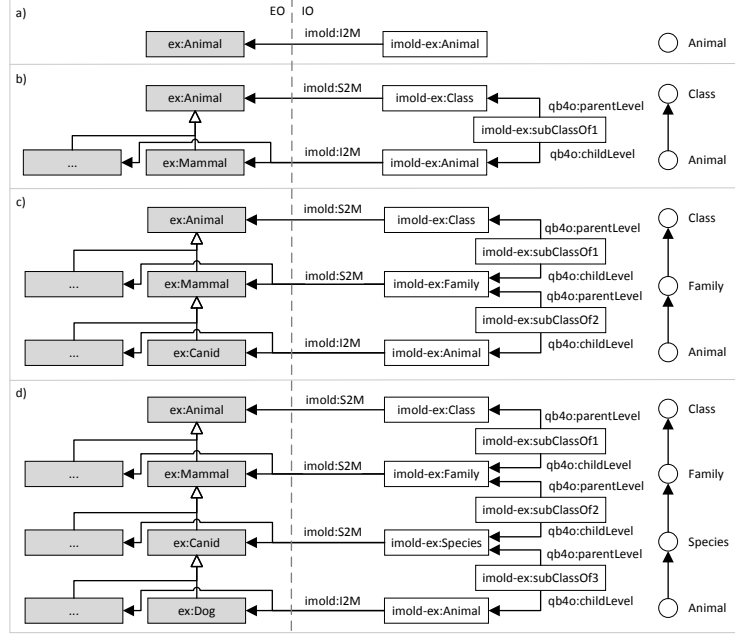 EO IO
a)
imold:I2M
ex:Animal
imold-ex:Animal
Animal
b)
imold:S2M
ex:Animal
imold-ex:Class
Class
qb4o:parentLevel
imold-ex:subClassOf1
imold:I2M
qb4o:childLevel
...
ex:Mammal
imold-ex:Animal
Animal
c)
imold:S2M
ex:Animal
imold-ex:Class
Class
qb4o:parentLevel
imold-ex:subClassOf1
imold:S2M
qb4o:childLevel
...
ex:Mammal
imold-ex:Family
Family
qb4o:parentLevel
imold-ex:subClassOf2
imold:I2M
qb4o:childLevel
...
ex:Canid
imold-ex:Animal
Animal
d)
imold:S2M
ex:Animal
imold-ex:Class
Class
qb4o:parentLevel
imold-ex:subClassOf1
imold:S2M
qb4o:childLevel
...
ex:Mammal
imold-ex:Family
Family
qb4o:parentLevel
imold-ex:subClassOf2
imold:S2M
qb4o:childLevel
...
ex:Canid
imold-ex:Species
Species
qb4o:parentLevel
imold-ex:subClassOf3
imold:I2M
qb4o:childLevel
...
ex:Dog
imold-ex:Animal
Animal